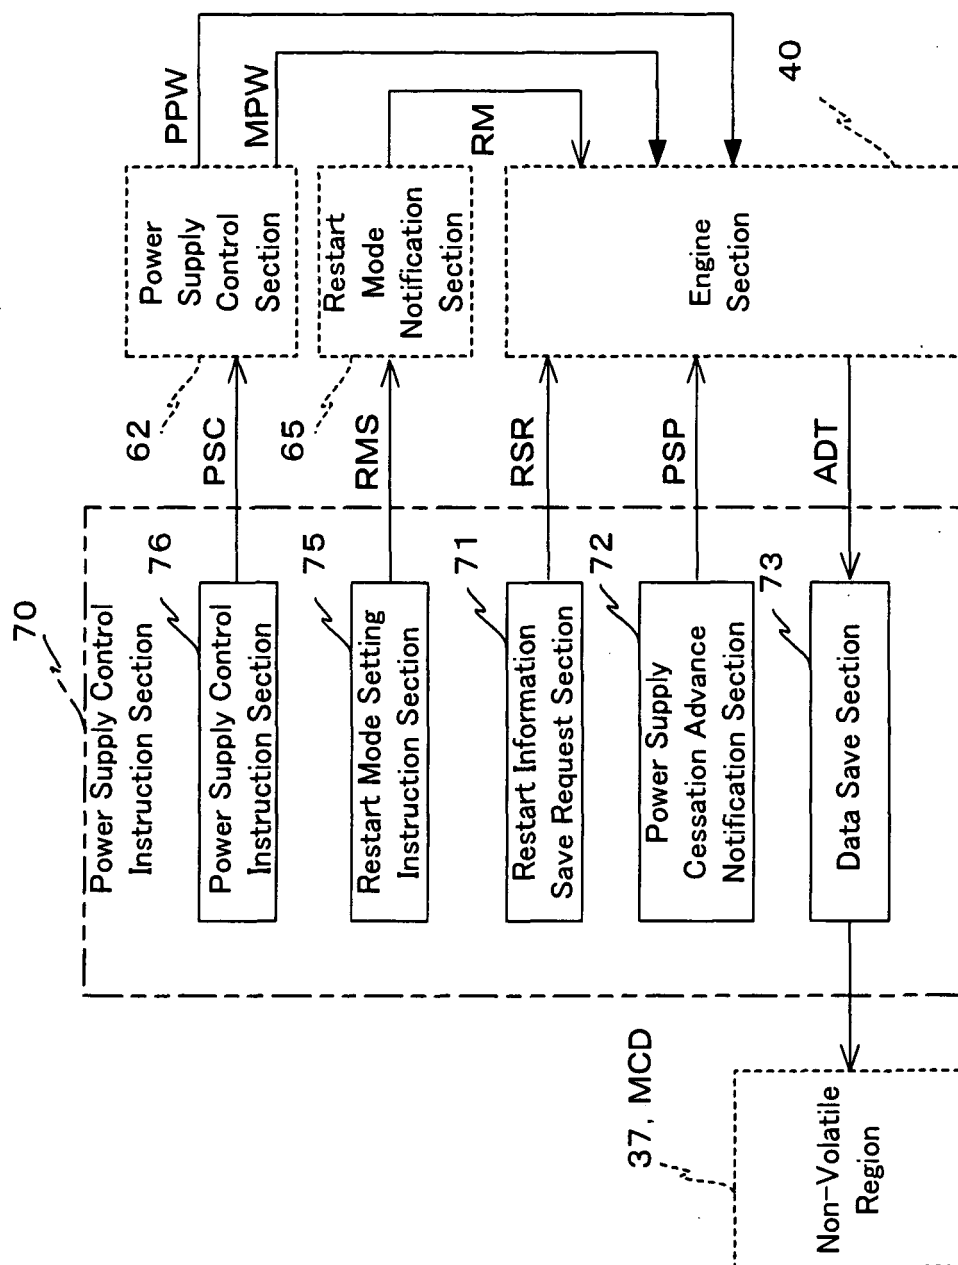 70
Power Supply Control
Instruction Section
76
Power Supply Control
Instruction Section
75
Restart Mode Setting
Instruction Section
71
Restart Information
Save Request Section
72
Power Supply
Cessation Advance
Notification Section
73
Data Save Section
PSC
RMS
RSR
PSP
ADT
62
Power
Supply
Control
Section
65
Restart
Mode
Notification
Section
PPW
MPW
RM
40
Engine
Section
37, MCD
Non-Volatile
Region